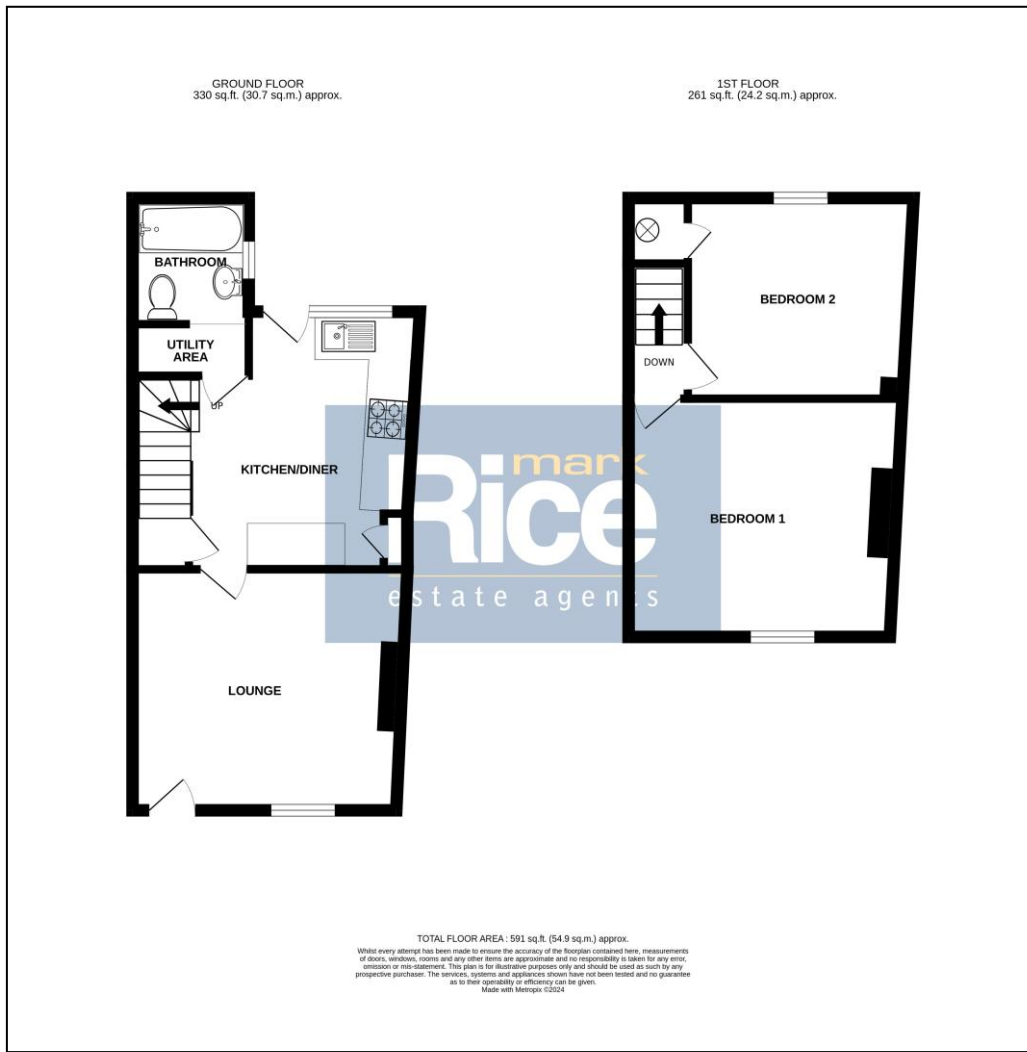 GROUND FLOOR
330 sq.ft. (30.7 sq.m.) approx.
1ST FLOOR
261 sq.ft. (24.2 sq.m.) approx.
BATHROOM
UTILITY
AREA
UP
KITCHEN/DINER
LOUNGE
BEDROOM 2
DOWN
BEDROOM 1
mark
Rice
estate agents
TOTAL FLOOR AREA : 591 sq.ft. (54.9 sq.m.) approx.
Whilst every attempt has been made to ensure the accuracy of the floorplan contained here, measurements
of doors, windows, rooms and any other items are approximate and no responsibility is taken for any error,
omission or mis-statement. This plan is for illustrative purposes only and should be used as such by any
prospective purchaser. The services, systems and appliances shown have not been tested and no guarantee
as to their operability or efficiency can be given.
Made with Metropix ©2024